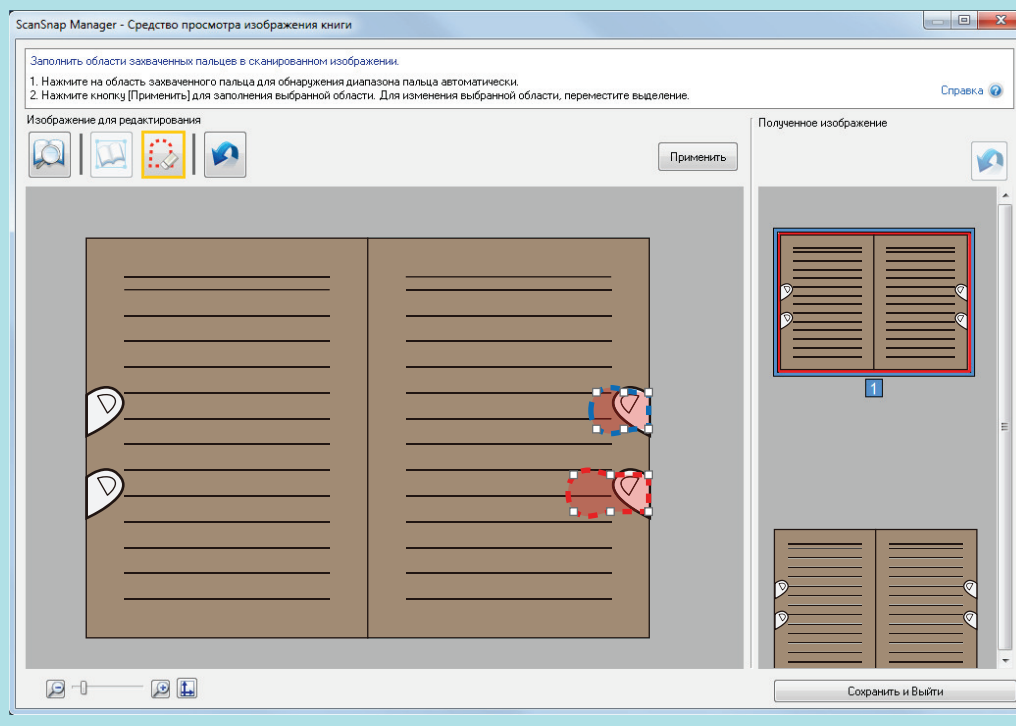 ScanSnap Manager - Средство просмотра изображения книги
Заполнить области захваченных пальцев в сканированном изображении.
1. Нажмите на область захваченного пальца для обнаружения диапазона пальца автоматически.
2. Нажмите кнопку [Применить] для заполнения выбранной области. Для изменения выбранной области, переместите выделение.
Справка
Изображение для редактирования
Полученное изображение
Применить
1
Сохранить и Выйти